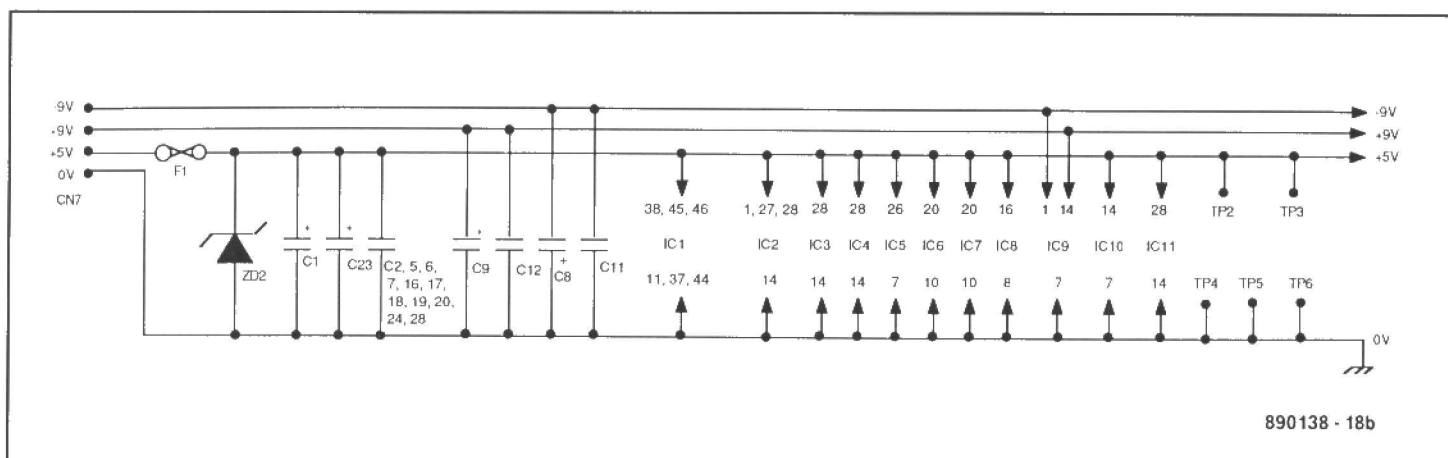 -9V
-9V
-9V
+9V
+5V
+5V
F1
0V
CN7
38, 45, 46
1, 27, 28
28
28
26
20
20
16
1
14
14
28
TP2
TP3
IC1
IC2
IC3
IC4
IC5
IC6
IC7
IC8
IC9
IC10
IC11
ZD2
+
C1
+
C23
C2, 5, 6,
7, 16, 17,
18, 19, 20,
24, 28
+
C9
C12
+
C8
C11
11, 37, 44
14
14
14
7
10
10
8
7
7
14
TP4
TP5
TP6
0V
890138 - 18b